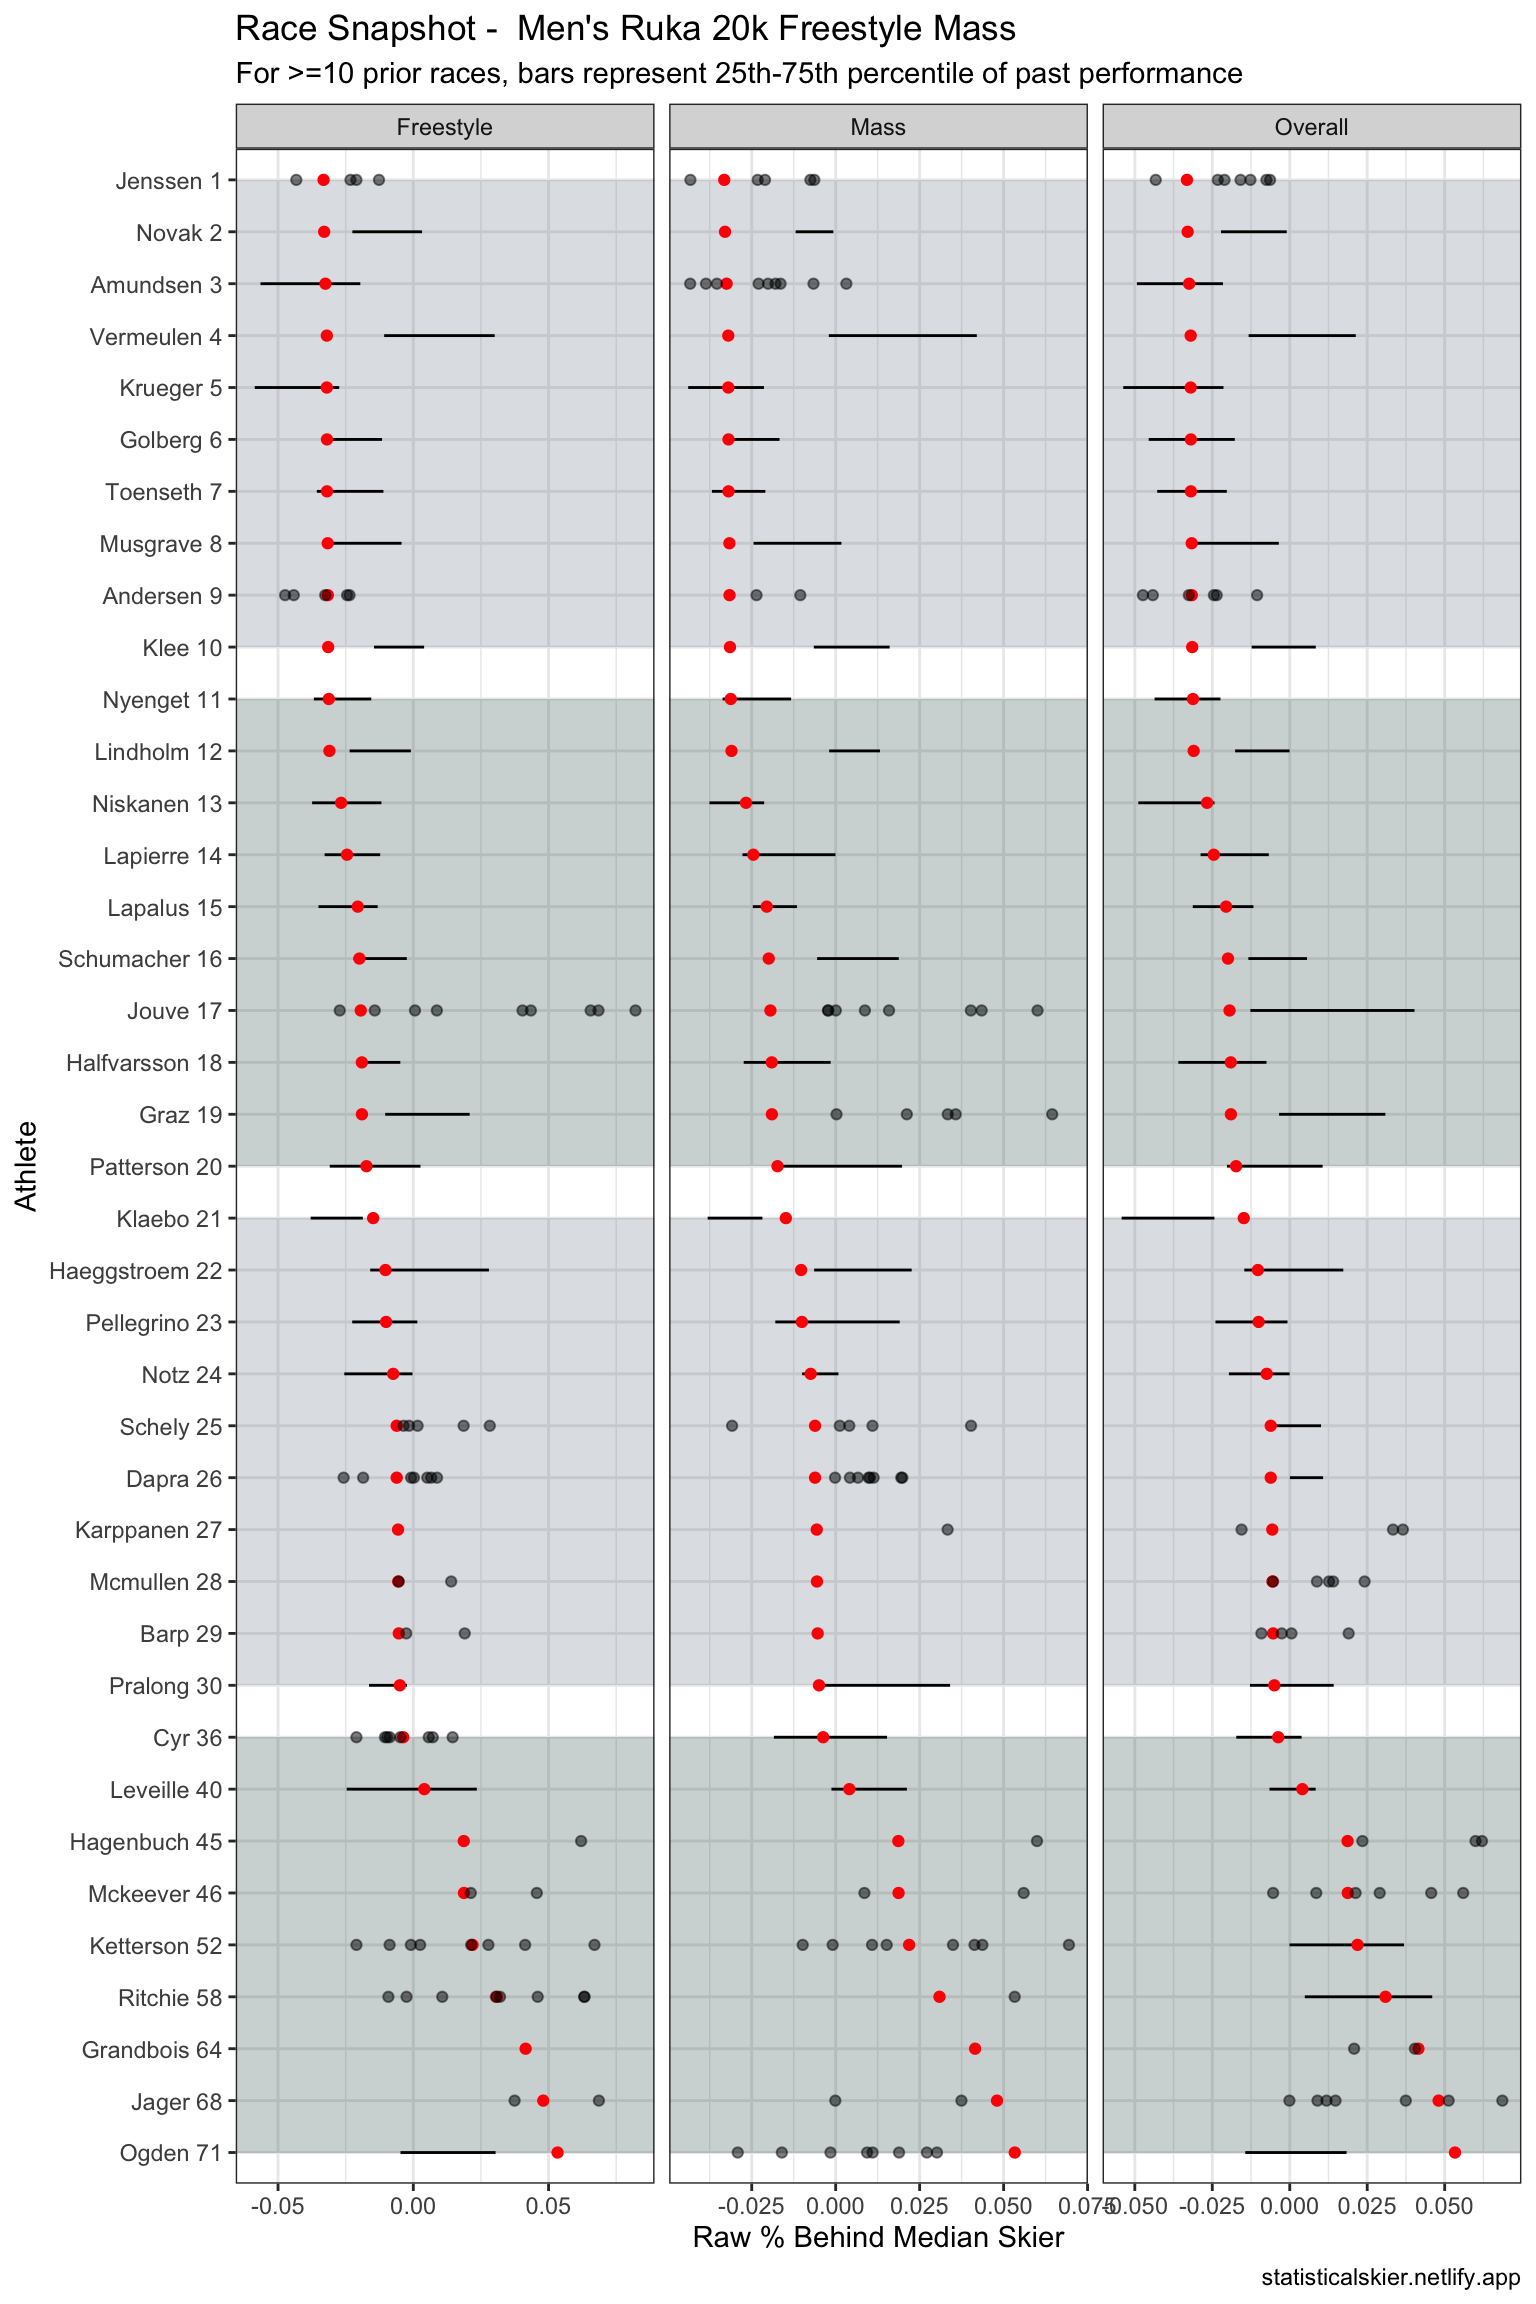 Race Snapshot -  Men's Ruka 20k Freestyle Mass
For >=10 prior races, bars represent 25th-75th percentile of past performance
Freestyle
Mass
Overall
Athlete
Jenssen 1
Novak 2
Amundsen 3
Vermeulen 4
Krueger 5
Golberg 6
Toenseth 7
Musgrave 8
Andersen 9
Klee 10
Nyenget 11
Lindholm 12
Niskanen 13
Lapierre 14
Lapalus 15
Schumacher 16
Jouve 17
Halfvarsson 18
Graz 19
Patterson 20
Klaebo 21
Haeggstroem 22
Pellegrino 23
Notz 24
Schely 25
Dapra 26
Karppanen 27
Mcmullen 28
Barp 29
Pralong 30
Cyr 36
Leveille 40
Hagenbuch 45
Mckeever 46
Ketterson 52
Ritchie 58
Grandbois 64
Jager 68
Ogden 71
-0.05 0.00 0.05
-0.025 0.000 0.025 0.050 0.075
-0.050 -0.025 0.000 0.025 0.050
Raw % Behind Median Skier
statisticalskier.netlify.app